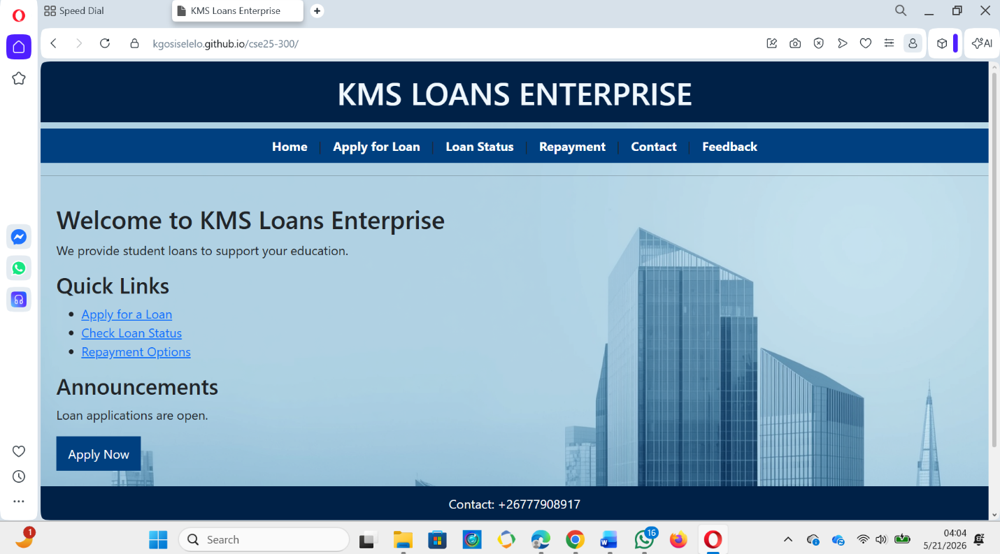 Speed Dial
KMS Loans Enterprise
kgosiselelo.github.io/cse25-300/
AI
KMS LOANS ENTERPRISE
Home | Apply for Loan | Loan Status | Repayment | Contact | Feedback
Welcome to KMS Loans Enterprise
We provide student loans to support your education.
Quick Links
• Apply for a Loan
• Check Loan Status
• Repayment Options
Announcements
Loan applications are open.
Apply Now
Contact: +26777908917
1
Search
16
04:04
5/21/2026